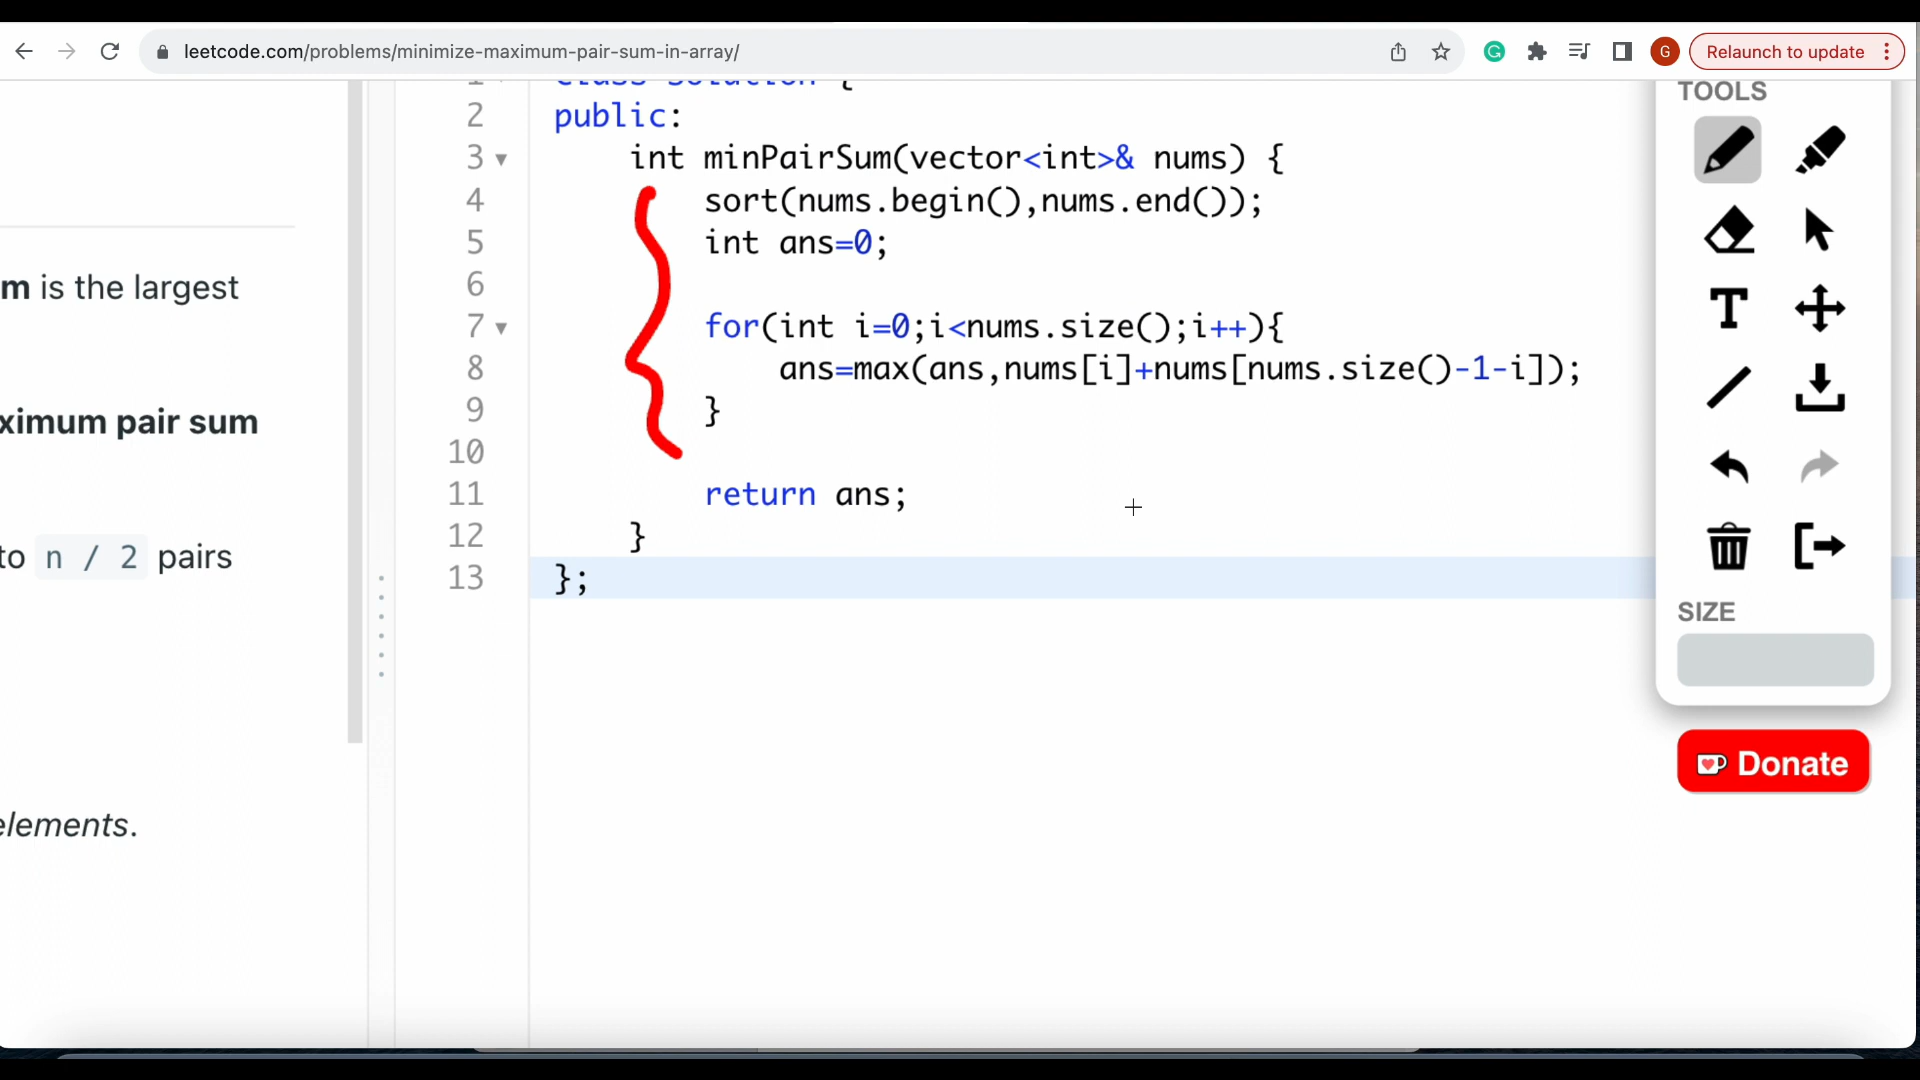 leetcode.com/problems/minimize-maximum-pair-sum-in-array/
G
Relaunch to update
m is the largest
ximum pair sum
to n / 2 pairs
elements.
1 class Solution {
2 public:
3 int minPairSum(vector<int>& nums) {
4 sort(nums.begin(),nums.end());
5 int ans=0;
6
7 for(int i=0;i<nums.size();i++){
8 ans=max(ans,nums[i]+nums[nums.size()-1-i]);
9 }
10
11 return ans;
12 }
13 };
TOOLS
T
SIZE
Donate